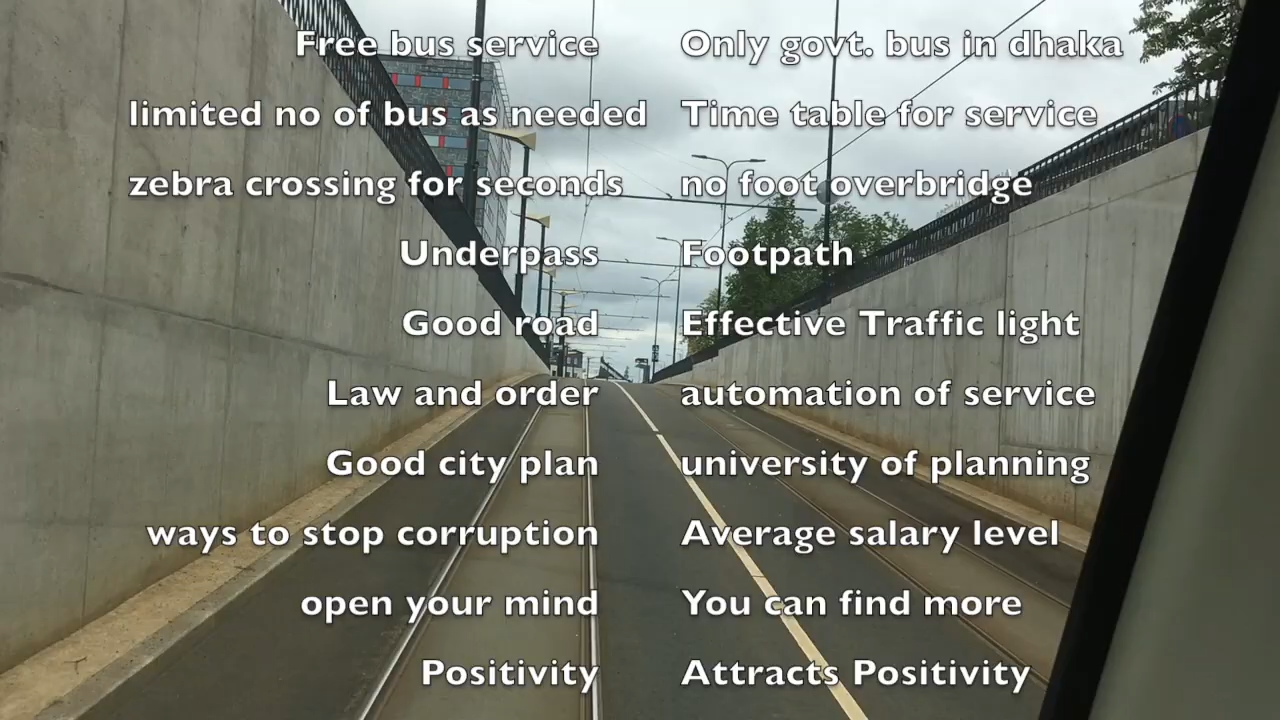 Free bus service Only govt. bus in dhaka
limited no of bus as needed Time table for service
zebra crossing for seconds no foot overbridge
Underpass Footpath
Good road Effective Traffic light
Law and order automation of service
Good city plan university of planning
ways to stop corruption Average salary level
open your mind You can find more
Positivity Attracts Positivity